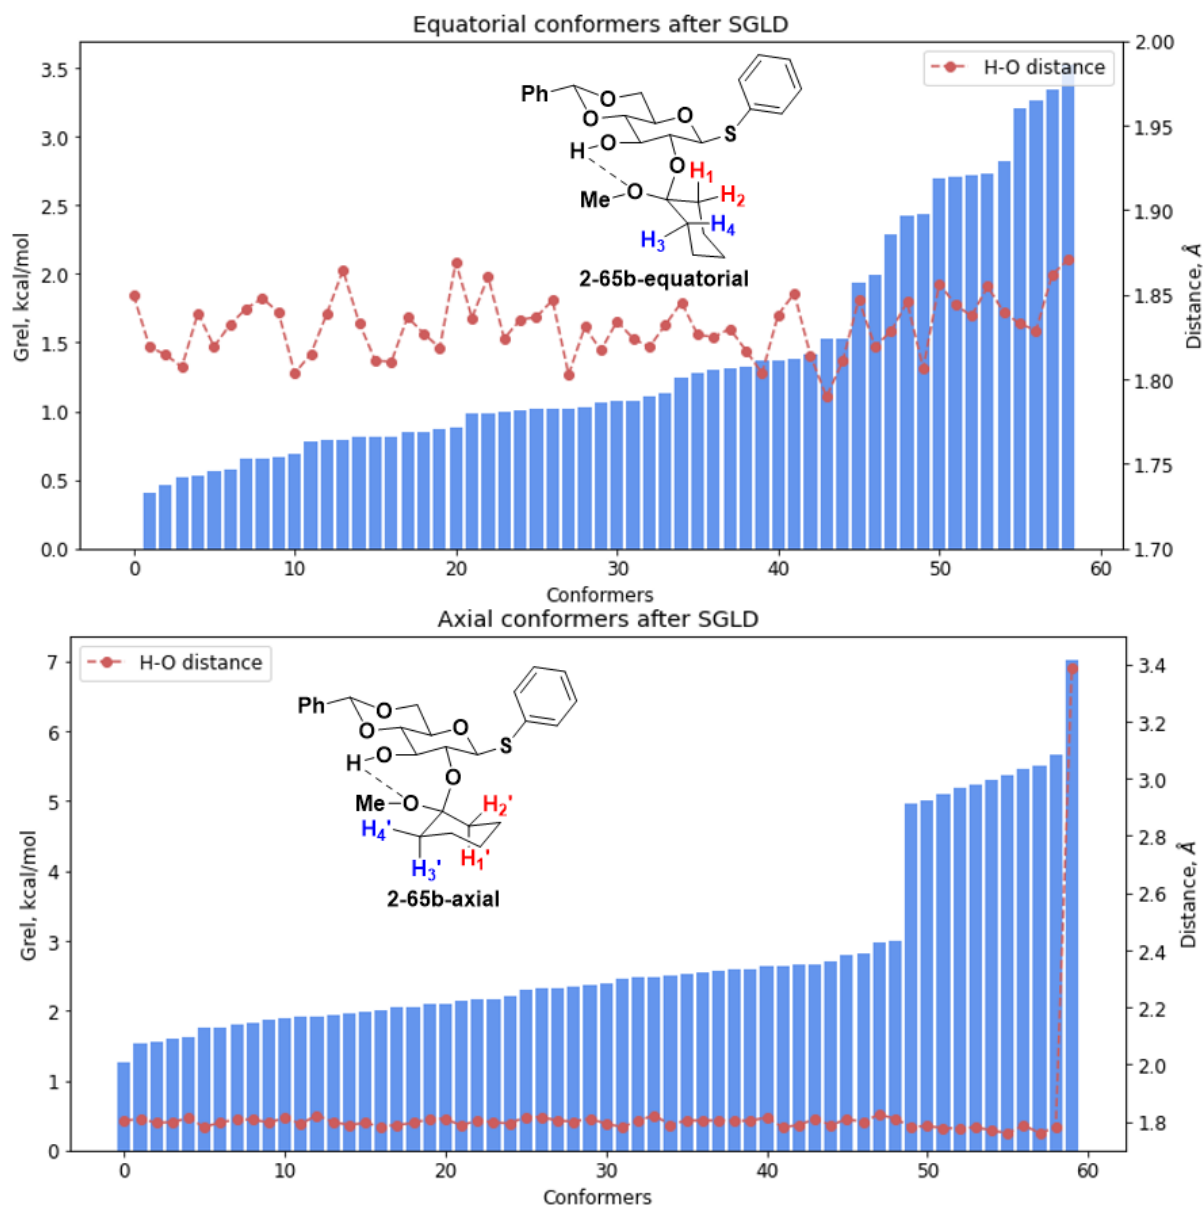 Equatorial conformers after SGLD
H-O distance
Grel, kcal/mol
3.5
3.0
2.5
2.0
1.5
1.0
0.5
0.0
2.00
1.95
1.90
1.85
1.80
1.75
1.70
Distance, Å
Ph
O
O
O
S
H
O
O
Me
O
H1
H2
H3
H4
2-65b-equatorial
0 10 20 30 40 50 60
Conformers
Axial conformers after SGLD
H-O distance
Grel, kcal/mol
7
6
5
4
3
2
1
0
3.4
3.2
3.0
2.8
2.6
2.4
2.2
2.0
1.8
Distance, Å
Ph
O
O
O
S
H
O
O
Me
O
H2'
H4'
H1'
H3'
2-65b-axial
0 10 20 30 40 50 60
Conformers